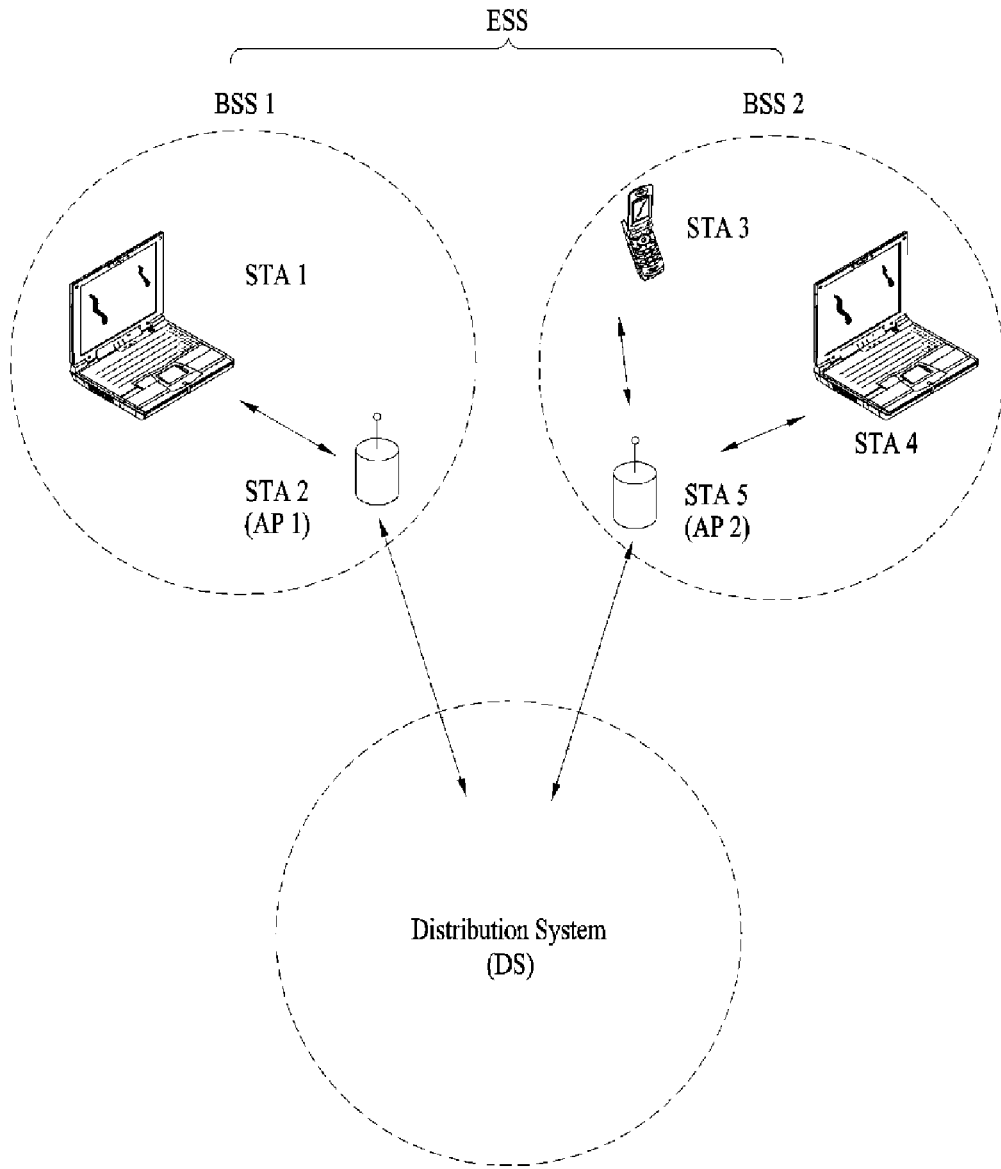 ESS
BSS 1
BSS 2
STA 1
STA 2
(AP 1)
STA 3
STA 4
STA 5
(AP 2)
Distribution System
(DS)